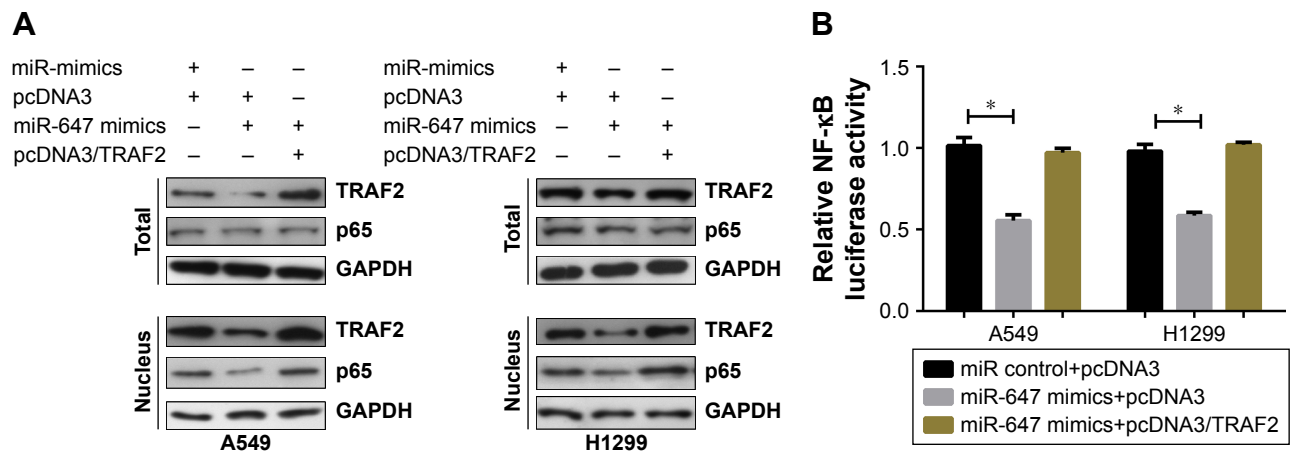 A
miR-mimics + – – miR-mimics + – –
pcDNA3 + + – pcDNA3 + + –
miR-647 mimics – + + miR-647 mimics – + +
pcDNA3/TRAF2 – – + pcDNA3/TRAF2 – – +
Total
TRAF2
p65
GAPDH
Nucleus
TRAF2
p65
GAPDH
A549
Total
TRAF2
p65
GAPDH
Nucleus
TRAF2
p65
GAPDH
H1299
B
Relative NF-κB
luciferase activity
1.5
1.0
0.5
0.0
* *
A549 H1299
miR control+pcDNA3
miR-647 mimics+pcDNA3
miR-647 mimics+pcDNA3/TRAF2